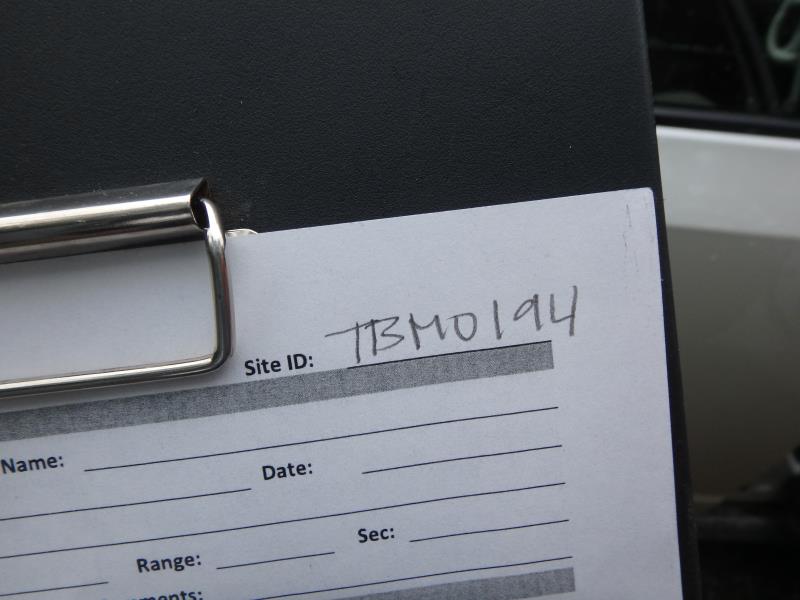 Site ID: TBM0194
Name:
Date:
Range:
Sec: